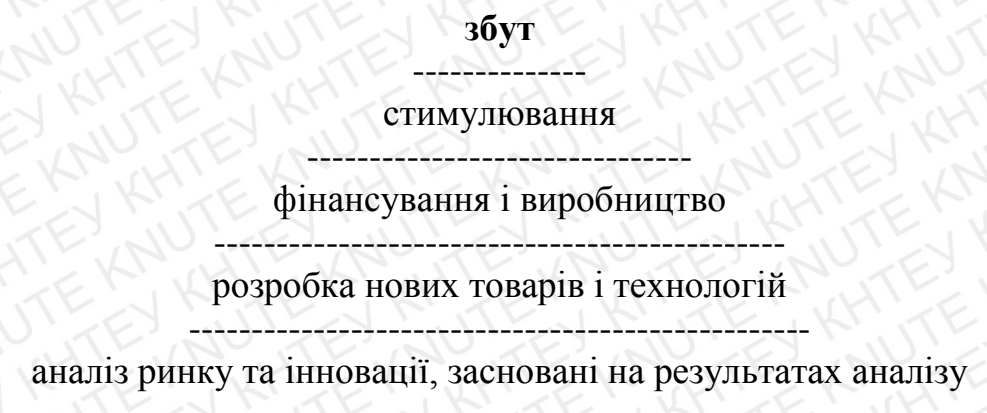 збут
--------------
стимулювання
-------------------------------
фінансування і виробництво
----------------------------------------------
розробка нових товарів і технологій
--------------------------------------------------
аналіз ринку та інновації, засновані на результатах аналізу